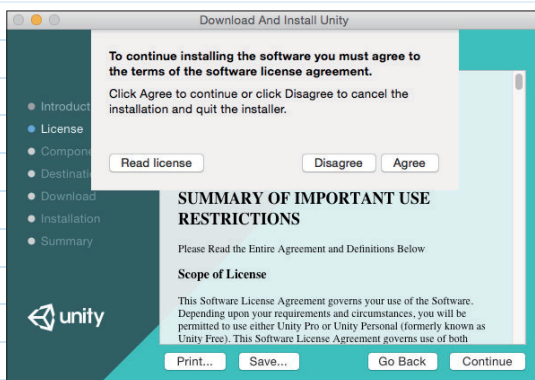 Download And Install Unity
To continue installing the software you must agree to
the terms of the software license agreement.
Click Agree to continue or click Disagree to cancel the
installation and quit the installer.
Read license
Disagree
Agree
Introduct
License
Compone
Destinati
Download
Installation
Summary
SUMMARY OF IMPORTANT USE
RESTRICTIONS
Please Read the Entire Agreement and Definitions Below
Scope of License
This Software License Agreement governs your use of the Software.
Depending upon your requirements and circumstances, you will be
permitted to use either Unity Pro or Unity Personal (formerly known as
Unity Free). This Software License Agreement governs use of both
unity
Print...
Save...
Go Back
Continue